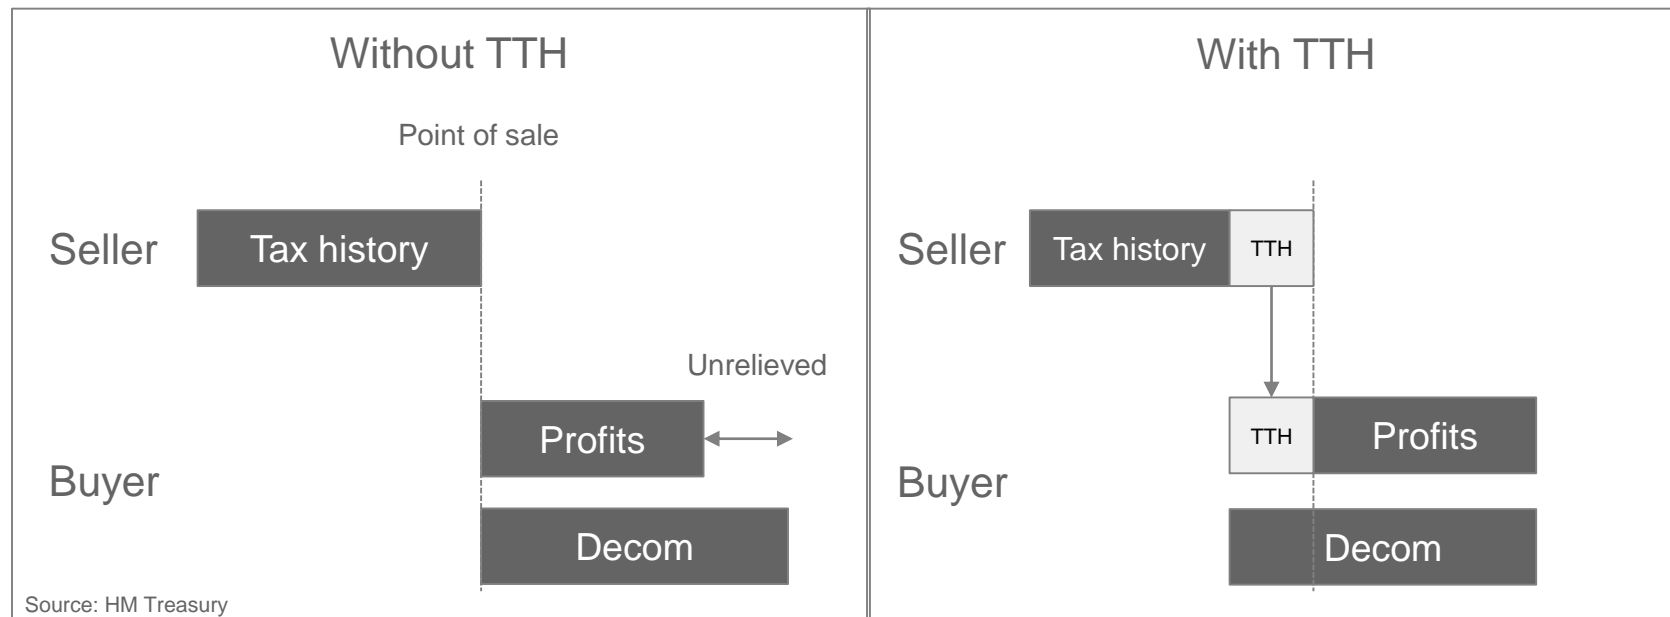 Without TTH
Point of sale
Seller
Tax history
Unrelieved
Profits
Buyer
Decom
Source: HM Treasury
With TTH
Seller
Tax history
TTH
TTH
Profits
Buyer
Decom